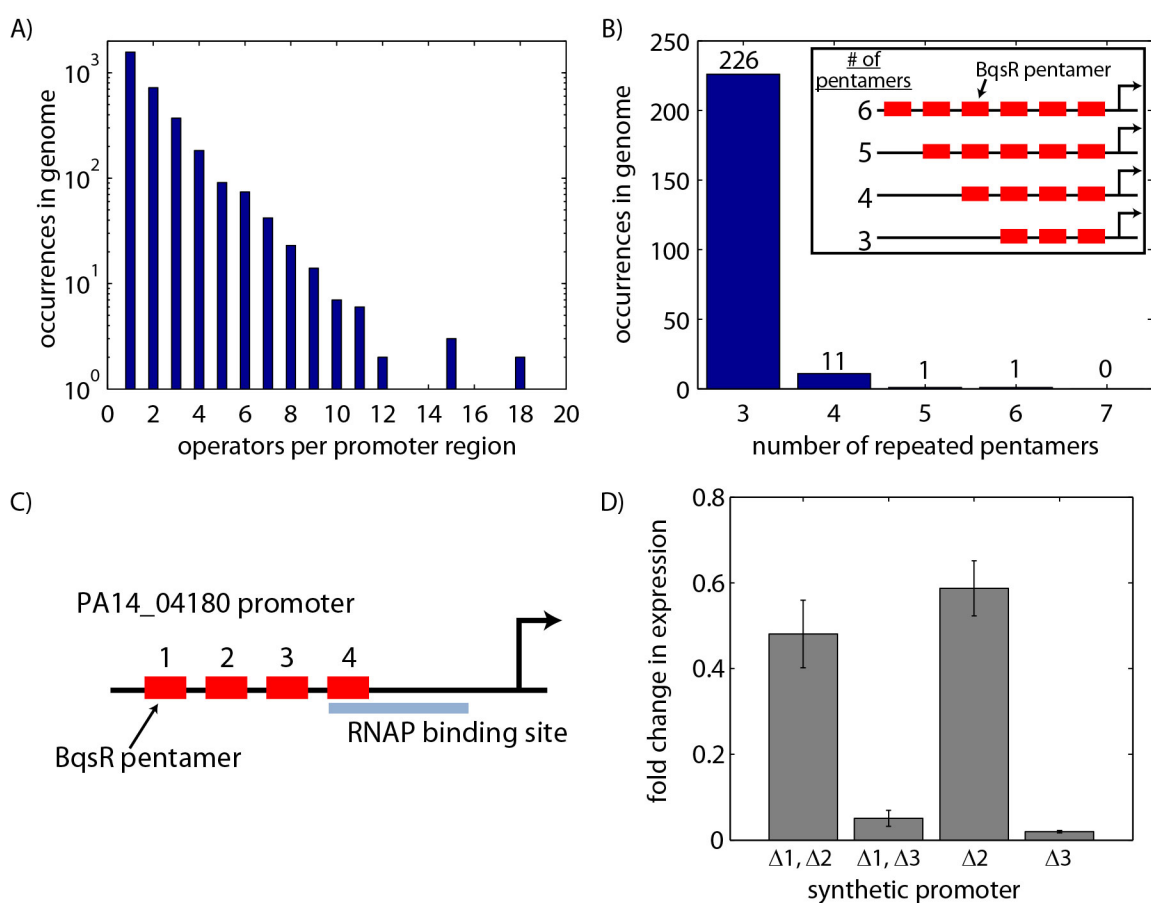 A)
occurrences in genome
10^3
10^2
10^1
10^0
0 2 4 6 8 10 12 14 16 18 20
operators per promoter region
B)
occurrences in genome
250
200
150
100
50
0
226
11
1
1
0
3 4 5 6 7
number of repeated pentamers
# of
pentamers
BqsR pentamer
6
5
4
3
C)
PA14_04180 promoter
1 2 3 4
RNAP binding site
BqsR pentamer
D)
fold change in expression
0.8
0.6
0.4
0.2
0
Δ1, Δ2 Δ1, Δ3 Δ2 Δ3
synthetic promoter